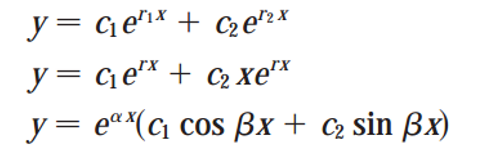 y = c₁e^{r₁x} + c₂e^{r₂x}
y = c₁e^{rx} + c₂xe^{rx}
y = e^{αx}(c₁ cos βx + c₂ sin βx)